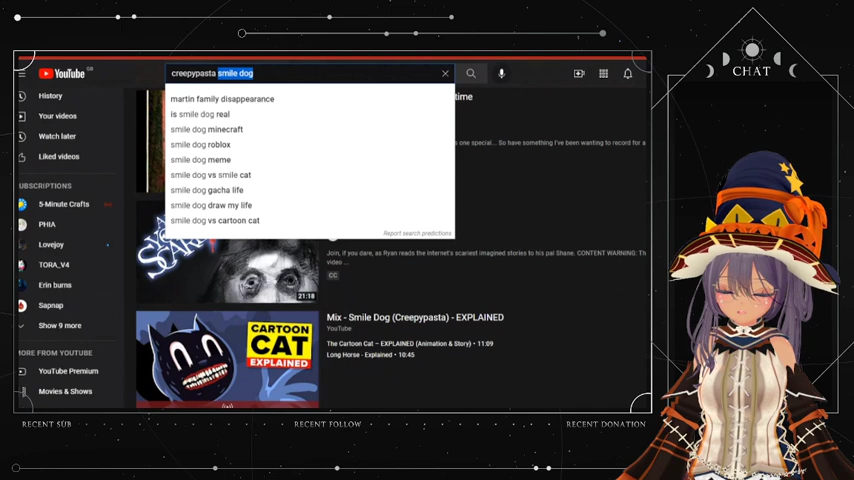 YouTube GB
creepypasta smile dog
CHAT
martin family disappearance
is smile dog real
smile dog minecraft
smile dog roblox
smile dog meme
smile dog vs smile cat
smile dog gacha life
smile dog draw my life
smile dog vs cartoon cat
Report search predictions
History
Your videos
Watch later
Liked videos
SUBSCRIPTIONS
5-Minute Crafts
PHIA
Lovejoy
TORA_V4
Erin burns
Sapnap
Show 9 more
MORE FROM YOUTUBE
YouTube Premium
Movies & Shows
time
s one special... So have something I've been wanting to record for a
Join, if you dare, as Ryan reads the internet's scariest imagined stories to his pal Shane. CONTENT WARNING: Th
video ...
CC
21:18
Mix - Smile Dog (Creepypasta) - EXPLAINED
YouTube
The Cartoon Cat – EXPLAINED (Animation & Story) • 11:09
Long Horse - Explained • 10:45
CARTOON
CAT
EXPLAINED
RECENT SUB
RECENT FOLLOW
RECENT DONATION